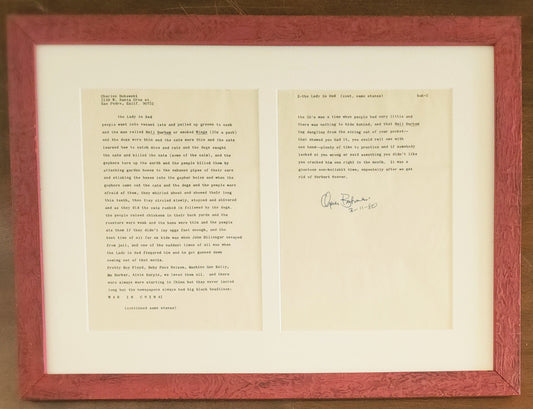 Charles Bukowski
1148 W. Santa Cruz st.
San Pedro, Calif. 90731
the Lady in Red
people went into vacant lots and pulled up greens to cook
and the men rolled Bull Durham or smoked Wings (10¢ a pack)
and the dogs were thin and the cats were thin and the cats
learned how to catch mice and rats and the dogs caught
the cats and killed the cats (some of the cats), and the
gophers tore up the earth and the people killed them by
attaching garden hoses to the exhaust pipes of their cars
and sticking the hoses into the gopher holes and when the
gophers came out the cats and the dogs and the people were
afraid of them, they whirled about and showed their long
thin teeth, then they circled slowly, stopped and shivered
and as they did the cats rushed in followed by the dogs.
the people raised chickens in their back yards and the
roosters were weak and the hens were thin and the people
ate them if they didn't lay eggs fast enough, and the
best time of all for us kids was when John Dillinger escaped
from jail, and one of the saddest times of all was when
the Lady in Red fingered him and he got gunned down
coming out of that movie.
Pretty Boy Floyd, Baby Face Nelson, Machine Gun Kelly,
Ma Barker, Alvin Karpis, we loved them all. and there
were always wars starting in China but they never lasted
long but the newspapers always had big black headlines:
WAR IN CHINA!
(continued same stanza)
2-the Lady in Red (cont. same stanza) buk-2
the 30's was a time when people had very little and
there was nothing to hide behind, and that Bull Durham
tag dangling from the string out of your pocket--
that showed you had it, you could roll with
one hand--plenty of time to practice and if somebody
looked at you wrong or said something you didn't like
you cracked him one right in the mouth. it was a
glorious non-bullshit time, especially after we got
rid of Herbert Hoover.